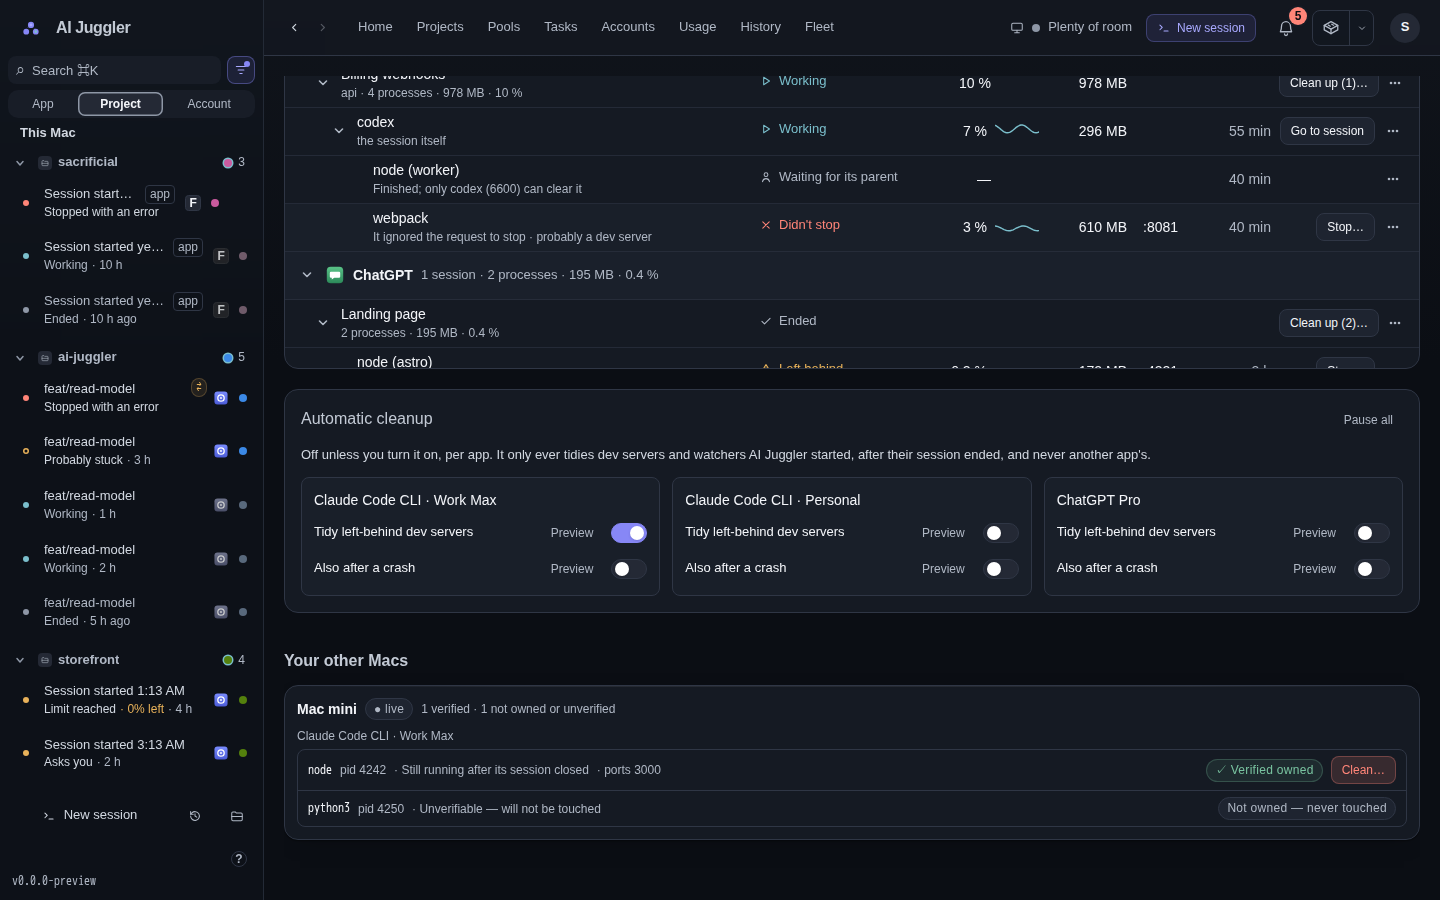 AI Juggler
Search ⌘K
App Project Account
This Mac
sacrificial 3
Session start… app
Stopped with an error F
Session started ye… app
Working · 10 h F
Session started ye… app
Ended · 10 h ago F
ai-juggler 5
feat/read-model
Stopped with an error
feat/read-model
Probably stuck · 3 h
feat/read-model
Working · 1 h
feat/read-model
Working · 2 h
feat/read-model
Ended · 5 h ago
storefront 4
Session started 1:13 AM
Limit reached · 0% left · 4 h
Session started 3:13 AM
Asks you · 2 h
New session
?
v0.0.0-preview
Home Projects Pools Tasks Accounts Usage History Fleet Plenty of room New session 5 S
Billing webhooks Working 10 % 978 MB Clean up (1)…
api · 4 processes · 978 MB · 10 %
codex Working 7 % 296 MB 55 min Go to session
the session itself
node (worker) Waiting for its parent — 40 min
Finished; only codex (6600) can clear it
webpack Didn't stop 3 % 610 MB :8081 40 min Stop…
It ignored the request to stop · probably a dev server
ChatGPT 1 session · 2 processes · 195 MB · 0.4 %
Landing page Ended Clean up (2)…
2 processes · 195 MB · 0.4 %
node (astro) Left behind
Automatic cleanup Pause all
Off unless you turn it on, per app. It only ever tidies dev servers and watchers AI Juggler started, after their session ended, and never another app's.
Claude Code CLI · Work Max
Tidy left-behind dev servers Preview
Also after a crash Preview
Claude Code CLI · Personal
Tidy left-behind dev servers Preview
Also after a crash Preview
ChatGPT Pro
Tidy left-behind dev servers Preview
Also after a crash Preview
Your other Macs
Mac mini live 1 verified · 1 not owned or unverified
Claude Code CLI · Work Max
node pid 4242 · Still running after its session closed · ports 3000 ✓ Verified owned Clean…
python3 pid 4250 · Unverifiable — will not be touched Not owned — never touched